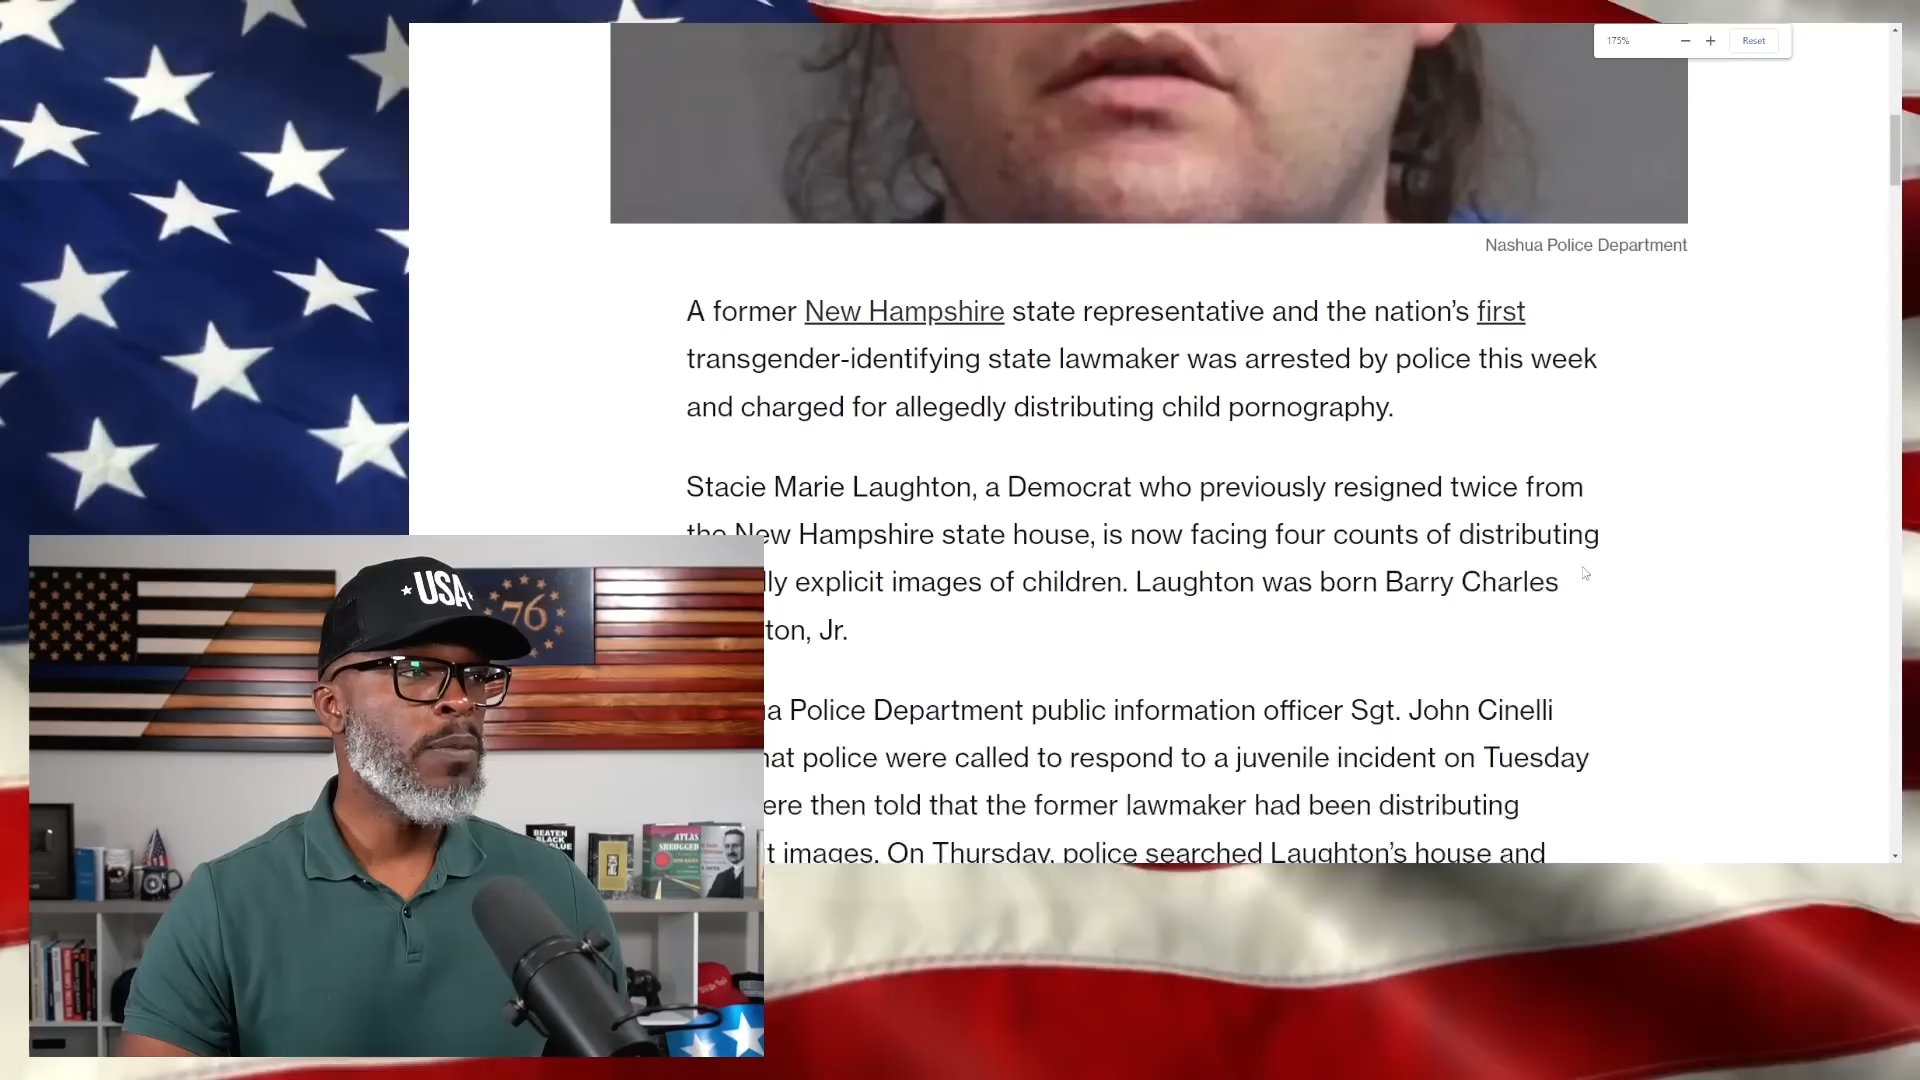 175%
Reset
Nashua Police Department
A former New Hampshire state representative and the nation's first
transgender-identifying state lawmaker was arrested by police this week
and charged for allegedly distributing child pornography.
Stacie Marie Laughton, a Democrat who previously resigned twice from
the New Hampshire state house, is now facing four counts of distributing
lly explicit images of children. Laughton was born Barry Charles
ton, Jr.
a Police Department public information officer Sgt. John Cinelli
hat police were called to respond to a juvenile incident on Tuesday
ere then told that the former lawmaker had been distributing
t images. On Thursday, police searched Laughton's house and
USA
76
BEATEN
BLACK
ATLAS
SHRUGGED